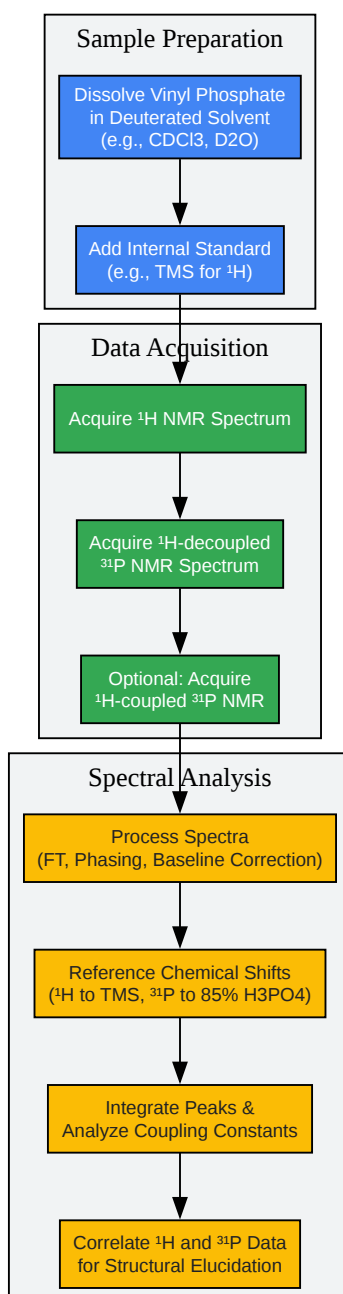 Sample Preparation
Dissolve Vinyl Phosphate
in Deuterated Solvent
(e.g., CDCl3, D2O)
Add Internal Standard
(e.g., TMS for ¹H)
Data Acquisition
Acquire ¹H NMR Spectrum
Acquire ¹H-decoupled
³¹P NMR Spectrum
Optional: Acquire
¹H-coupled ³¹P NMR
Spectral Analysis
Process Spectra
(FT, Phasing, Baseline Correction)
Reference Chemical Shifts
(¹H to TMS, ³¹P to 85% H3PO4)
Integrate Peaks &
Analyze Coupling Constants
Correlate ¹H and ³¹P Data
for Structural Elucidation